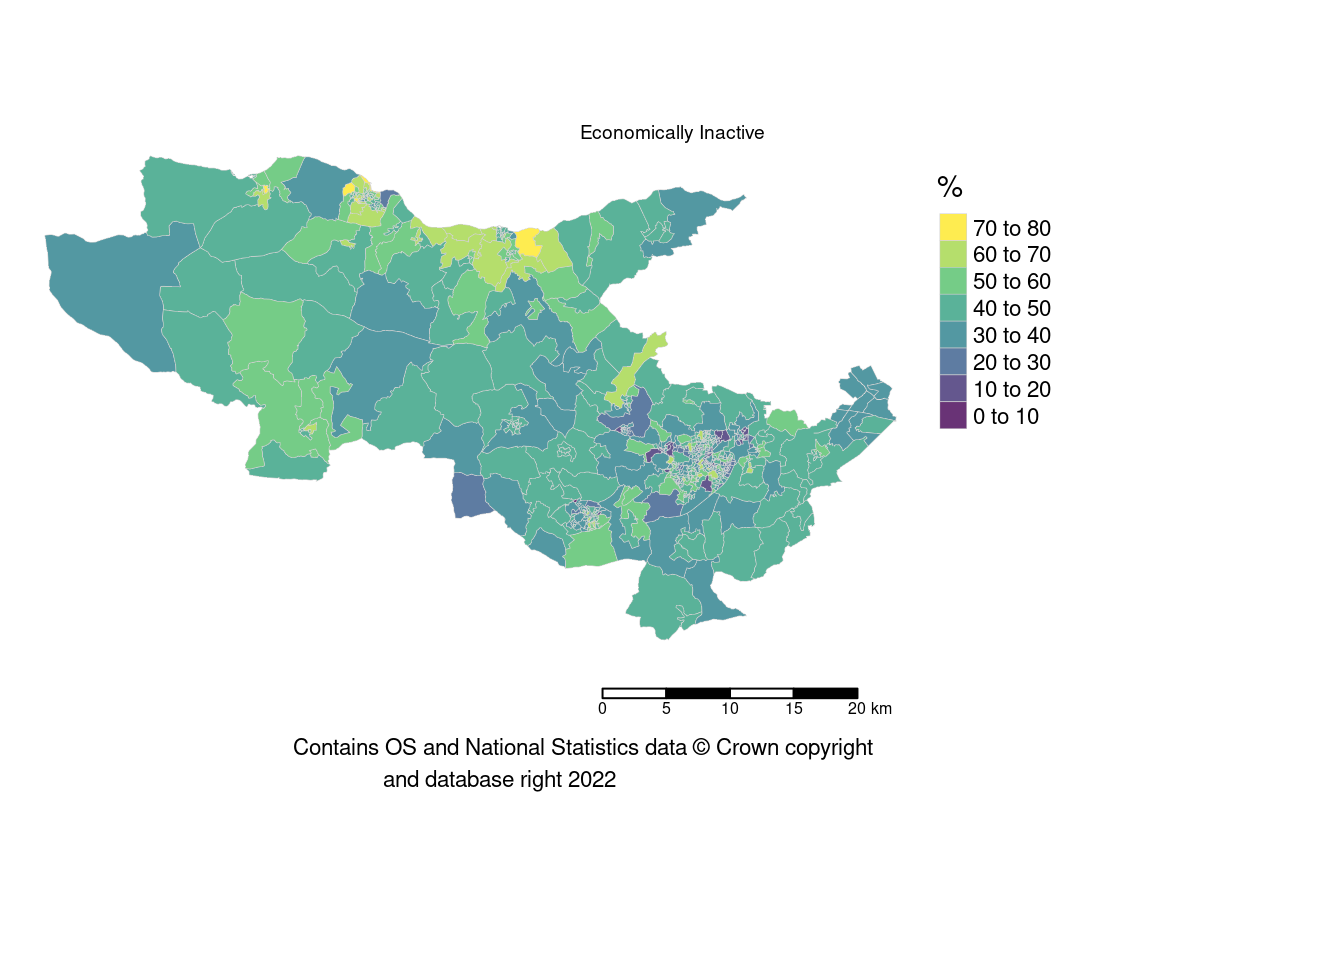 Economically Inactive
%
70 to 80
60 to 70
50 to 60
40 to 50
30 to 40
20 to 30
10 to 20
0 to 10
0 5 10 15 20 km
Contains OS and National Statistics data © Crown copyright
and database right 2022